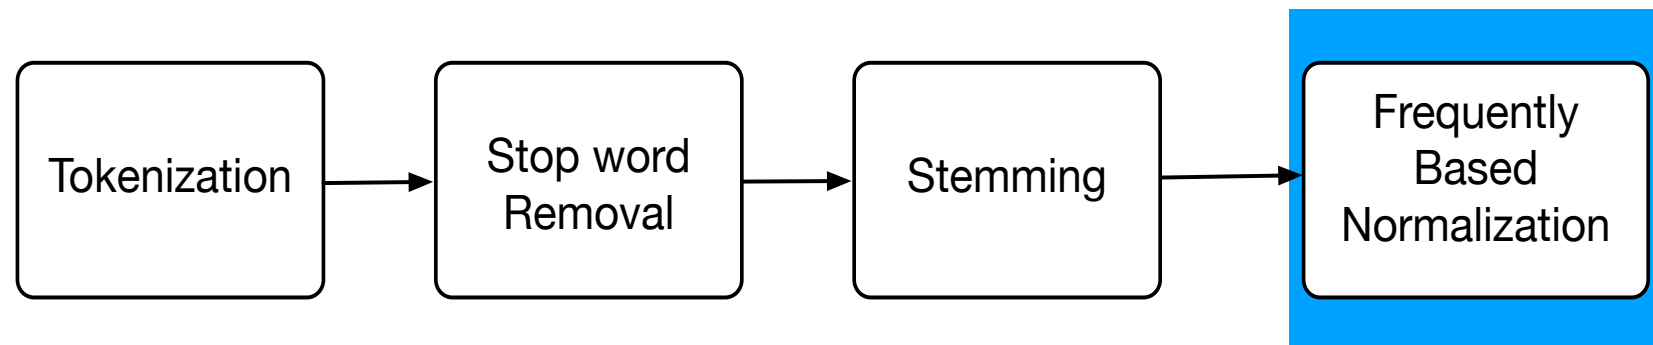 Tokenization
Stop word
Removal
Stemming
Frequently
Based
Normalization